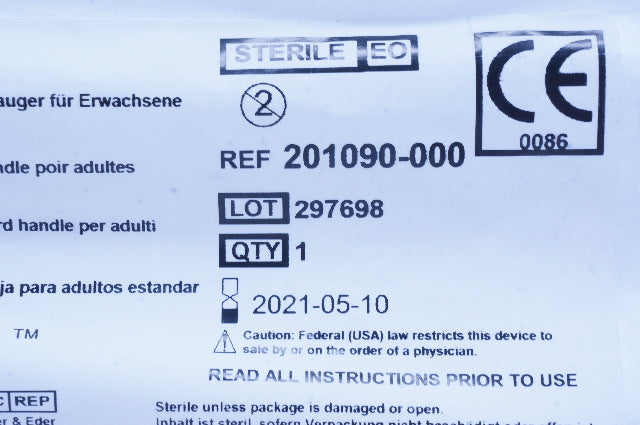 STERILE EO
CE
0086
auger für Erwachsene
2
REF 201090-000
ndle poir adultes
LOT 297698
rd handle per adulti
QTY 1
ja para adultos estandar
2021-05-10
TM
Caution: Federal (USA) law restricts this device to
sale by or on the order of a physician.
READ ALL INSTRUCTIONS PRIOR TO USE
C REP
r & Eder
Sterile unless package is damaged or open.
Inhalt ist steril, sofern Verpackung nicht beschädigt oder